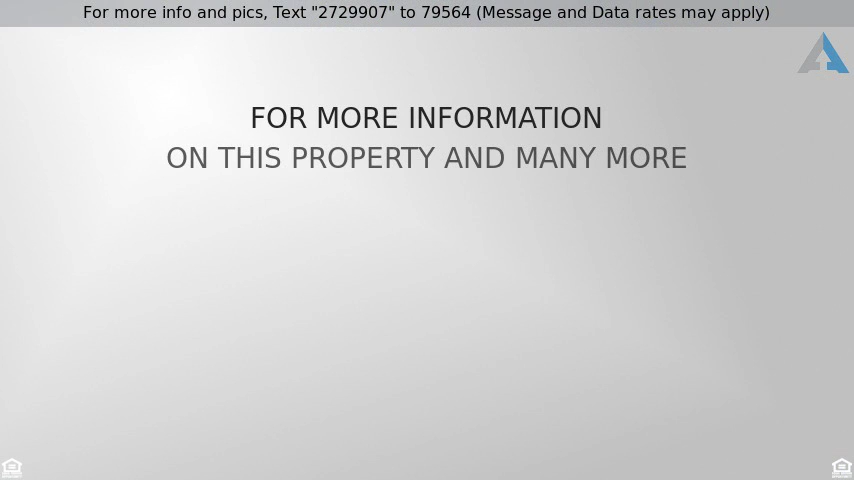 For more info and pics, Text "2729907" to 79564 (Message and Data rates may apply)
FOR MORE INFORMATION
ON THIS PROPERTY AND MANY MORE